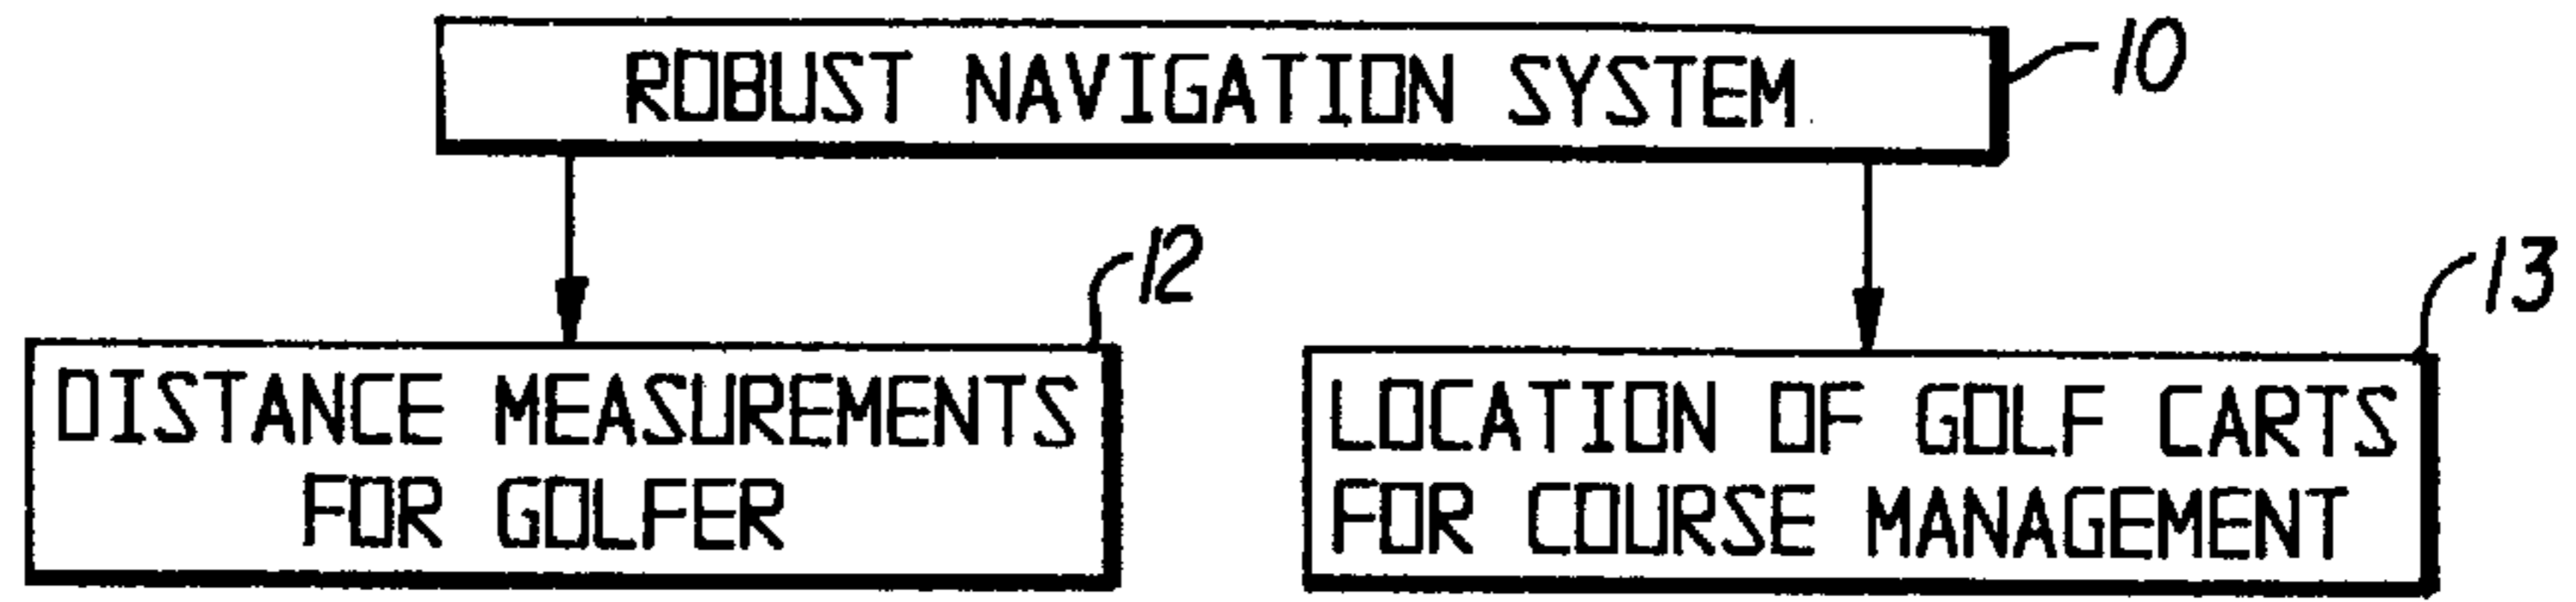 ROBUST NAVIGATION SYSTEM
10
12
13
DISTANCE MEASUREMENTS
FOR GOLFER
LOCATION OF GOLF CARTS
FOR COURSE MANAGEMENT